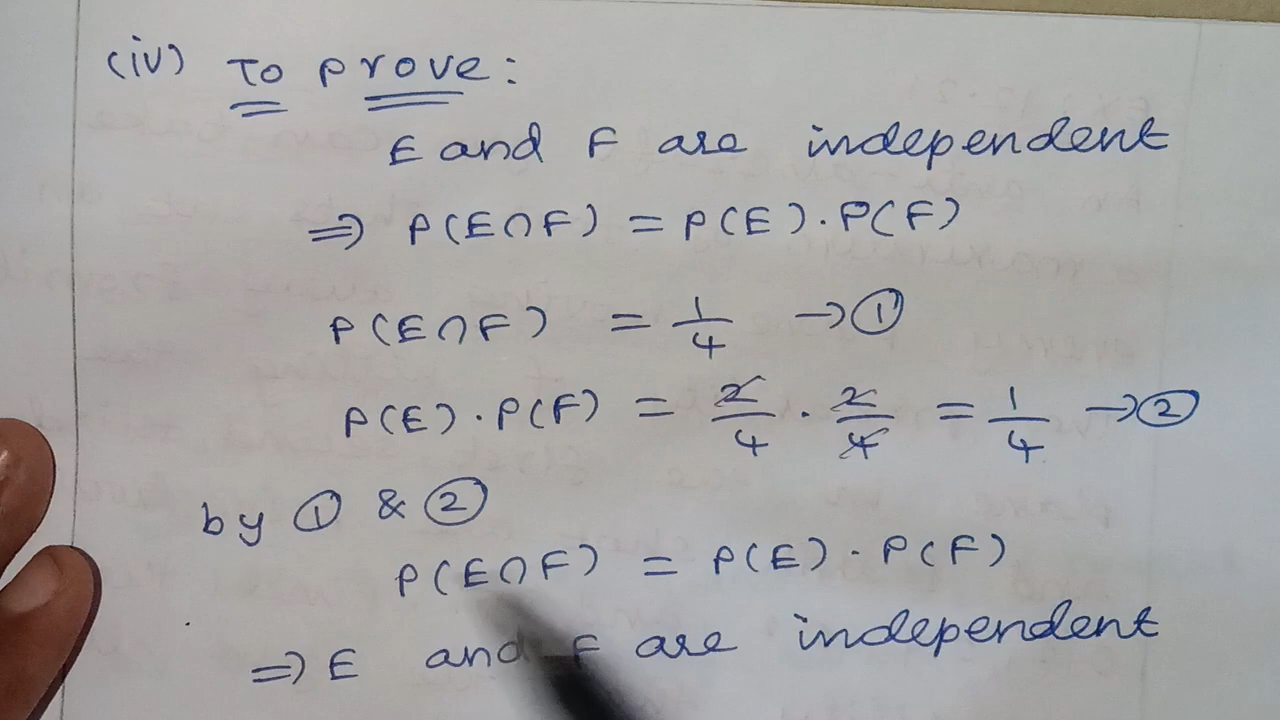 (iv) To prove:
E and F are independent
⇒ P(E∩F) = P(E).P(F)
P(E∩F) = 1/4 → ①
P(E).P(F) = 2/4 . 2/4 = 1/4 → ②
by ① & ②
P(E∩F) = P(E) . P(F)
⇒ E and F are independent